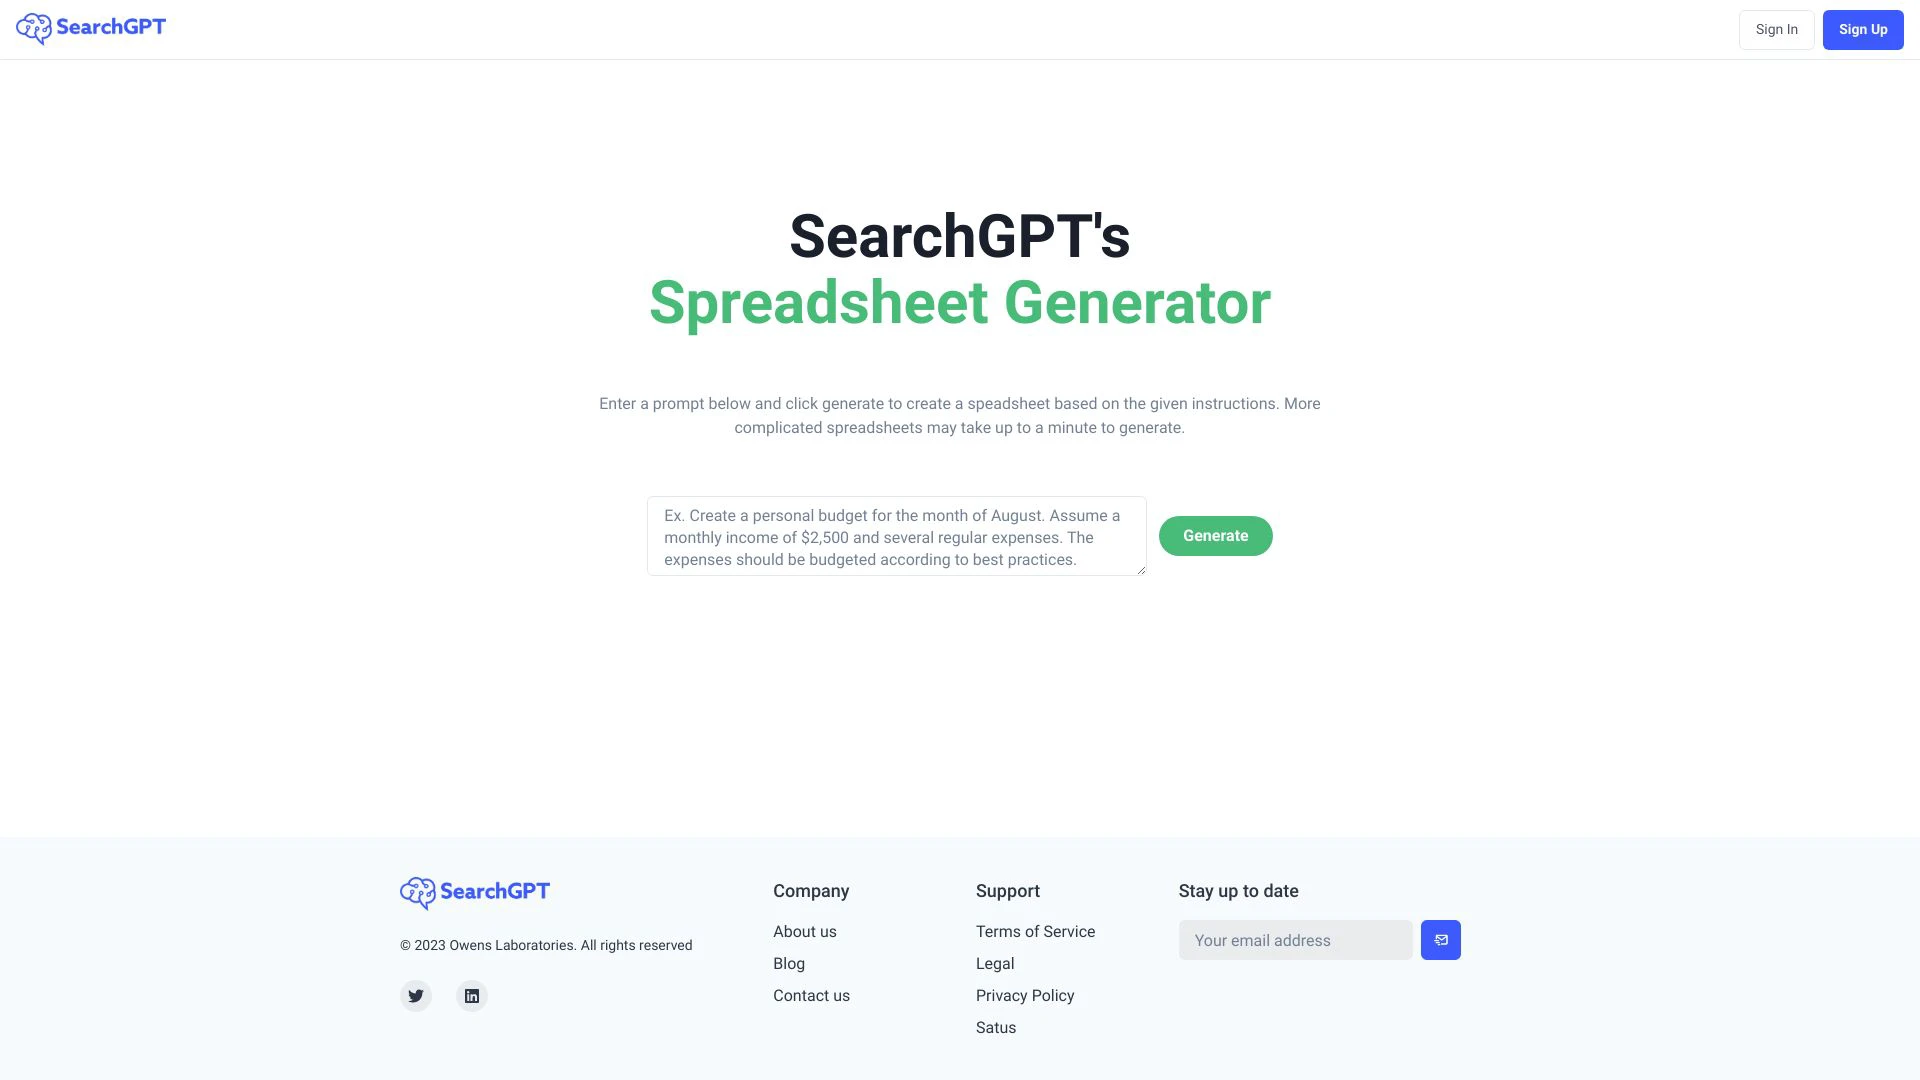 SearchGPT
Sign In
Sign Up
SearchGPT's
Spreadsheet Generator
Enter a prompt below and click generate to create a speadsheet based on the given instructions. More
complicated spreadsheets may take up to a minute to generate.
Ex. Create a personal budget for the month of August. Assume a
monthly income of $2,500 and several regular expenses. The
expenses should be budgeted according to best practices.
Generate
SearchGPT
© 2023 Owens Laboratories. All rights reserved
Company
About us
Blog
Contact us
Support
Terms of Service
Legal
Privacy Policy
Satus
Stay up to date
Your email address